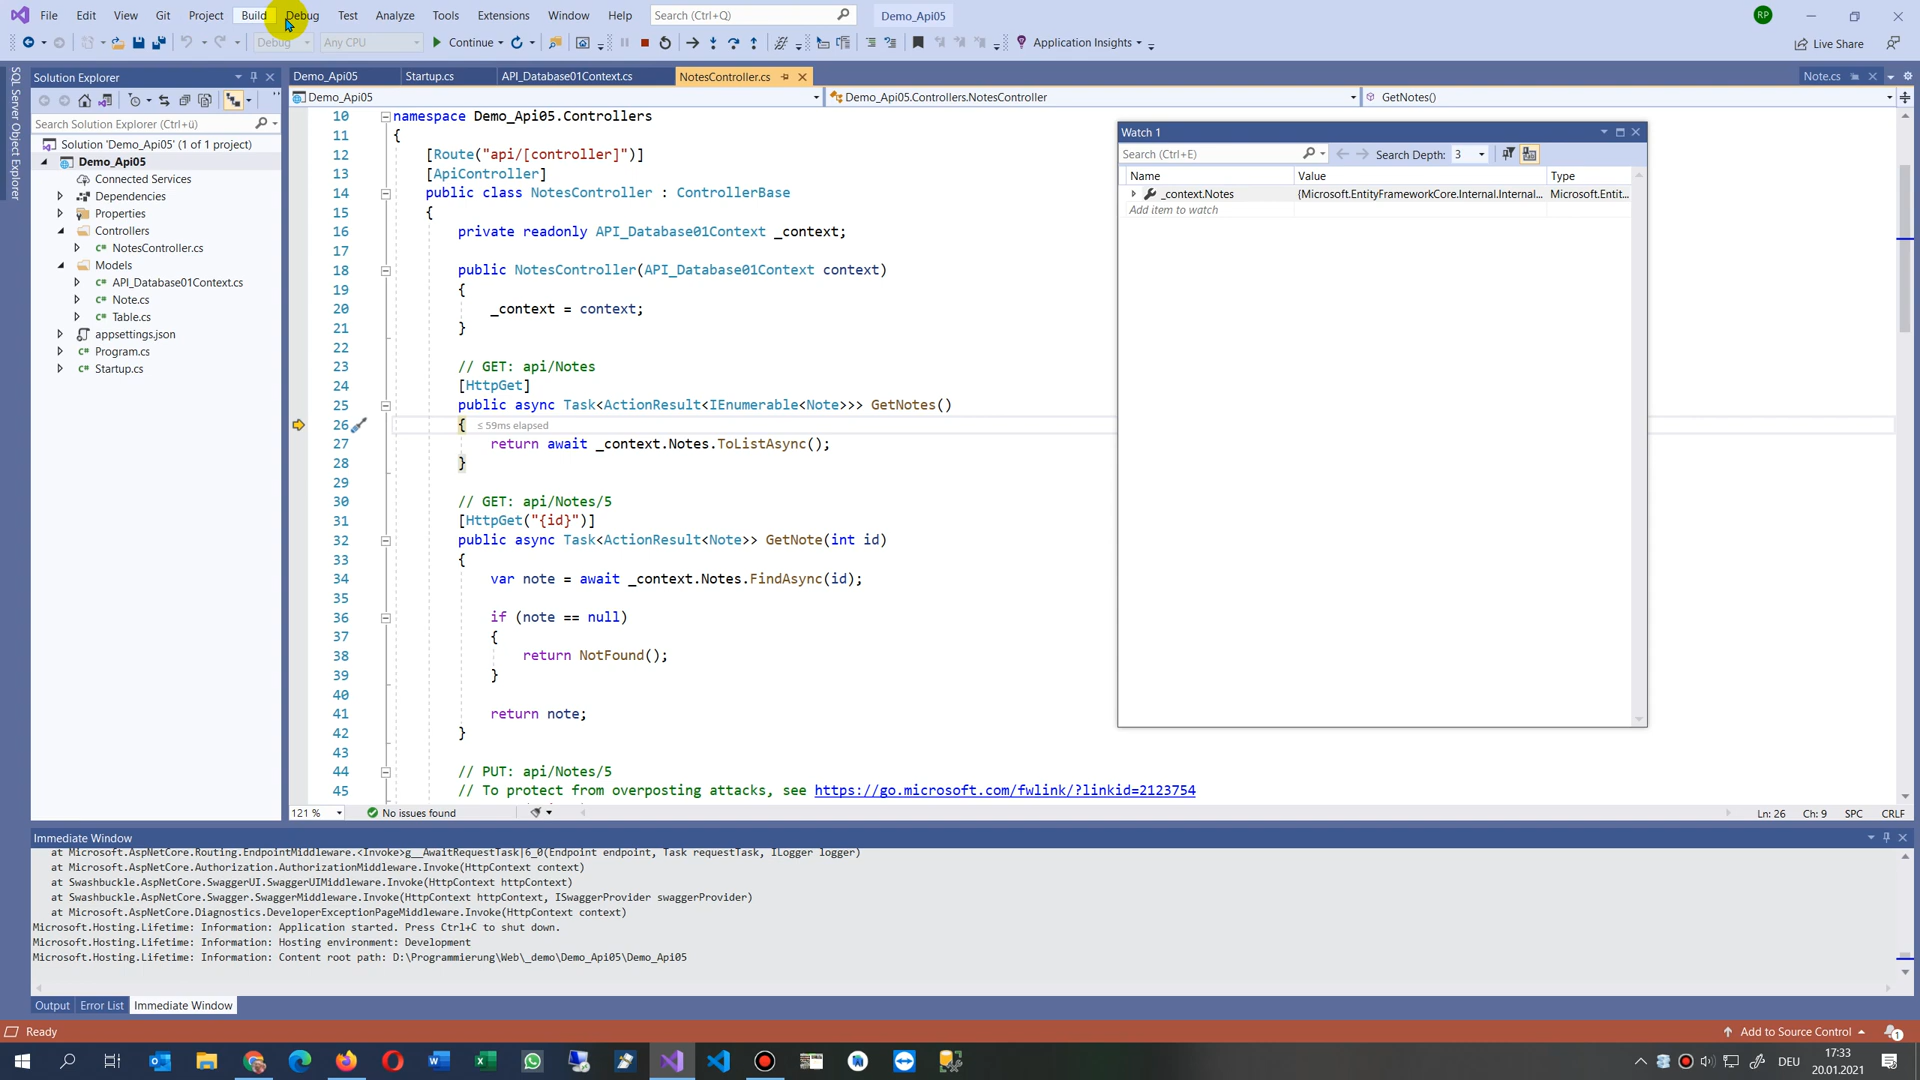 File Edit View Git Project Build Debug Test Analyze Tools Extensions Window Help Search (Ctrl+Q) Demo_Api05 RP
Debug Any CPU Continue Application Insights Live Share
SQL Server Object Explorer
Solution Explorer
Search Solution Explorer (Ctrl+ü)
Solution 'Demo_Api05' (1 of 1 project)
Demo_Api05
Connected Services
Dependencies
Properties
Controllers
C# NotesController.cs
Models
C# API_Database01Context.cs
C# Note.cs
C# Table.cs
appsettings.json
C# Program.cs
C# Startup.cs
Demo_Api05 Startup.cs API_Database01Context.cs NotesController.cs Note.cs
Demo_Api05 Demo_Api05.Controllers.NotesController GetNotes()
10 namespace Demo_Api05.Controllers
11 {
12 [Route("api/[controller]")]
13 [ApiController]
14 public class NotesController : ControllerBase
15 {
16 private readonly API_Database01Context _context;
17
18 public NotesController(API_Database01Context context)
19 {
20 _context = context;
21 }
22
23 // GET: api/Notes
24 [HttpGet]
25 public async Task<ActionResult<IEnumerable<Note>>> GetNotes()
26 { ≤ 59ms elapsed
27 return await _context.Notes.ToListAsync();
28 }
29
30 // GET: api/Notes/5
31 [HttpGet("{id}")]
32 public async Task<ActionResult<Note>> GetNote(int id)
33 {
34 var note = await _context.Notes.FindAsync(id);
35
36 if (note == null)
37 {
38 return NotFound();
39 }
40
41 return note;
42 }
43
44 // PUT: api/Notes/5
45 // To protect from overposting attacks, see https://go.microsoft.com/fwlink/?linkid=2123754
Watch 1
Search (Ctrl+E) Search Depth: 3
Name Value Type
_context.Notes {Microsoft.EntityFrameworkCore.Internal.Internal... Microsoft.Entit...
Add item to watch
121 % No issues found Ln: 26 Ch: 9 SPC CRLF
Immediate Window
at Microsoft.AspNetCore.Routing.EndpointMiddleware.<Invoke>g__AwaitRequestTask|6_0(Endpoint endpoint, Task requestTask, ILogger logger)
at Microsoft.AspNetCore.Authorization.AuthorizationMiddleware.Invoke(HttpContext context)
at Swashbuckle.AspNetCore.SwaggerUI.SwaggerUIMiddleware.Invoke(HttpContext httpContext)
at Swashbuckle.AspNetCore.Swagger.SwaggerMiddleware.Invoke(HttpContext httpContext, ISwaggerProvider swaggerProvider)
at Microsoft.AspNetCore.Diagnostics.DeveloperExceptionPageMiddleware.Invoke(HttpContext context)
Microsoft.Hosting.Lifetime: Information: Application started. Press Ctrl+C to shut down.
Microsoft.Hosting.Lifetime: Information: Hosting environment: Development
Microsoft.Hosting.Lifetime: Information: Content root path: D:\Programmierung\Web\_demo\Demo_Api05\Demo_Api05
Output Error List Immediate Window
Ready Add to Source Control 1
DEU 17:33
20.01.2021